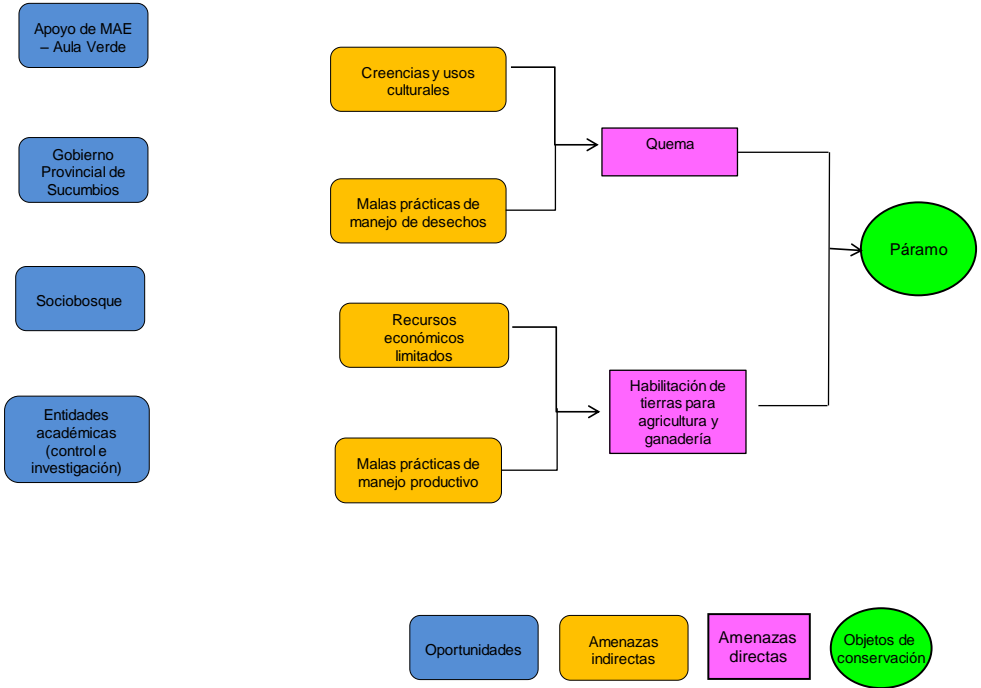 Apoyo de MAE
– Aula Verde
Gobierno
Provincial de
Sucumbios
Sociobosque
Entidades
académicas
(control e
investigación)
Creencias y usos
culturales
Malas prácticas de
manejo de desechos
Recursos
económicos
limitados
Malas prácticas de
manejo productivo
Quema
Habilitación de
tierras para
agricultura y
ganadería
Páramo
Oportunidades
Amenazas
indirectas
Amenazas
directas
Objetos de
conservación